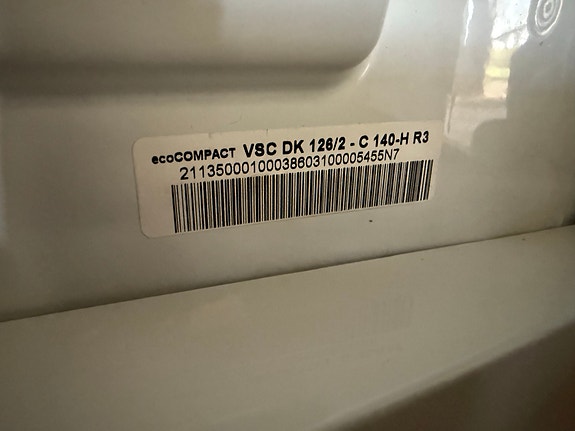 ecoCOMPACT VSC DK 126/2 - C 140-H R3
21135000100038603100005455N7